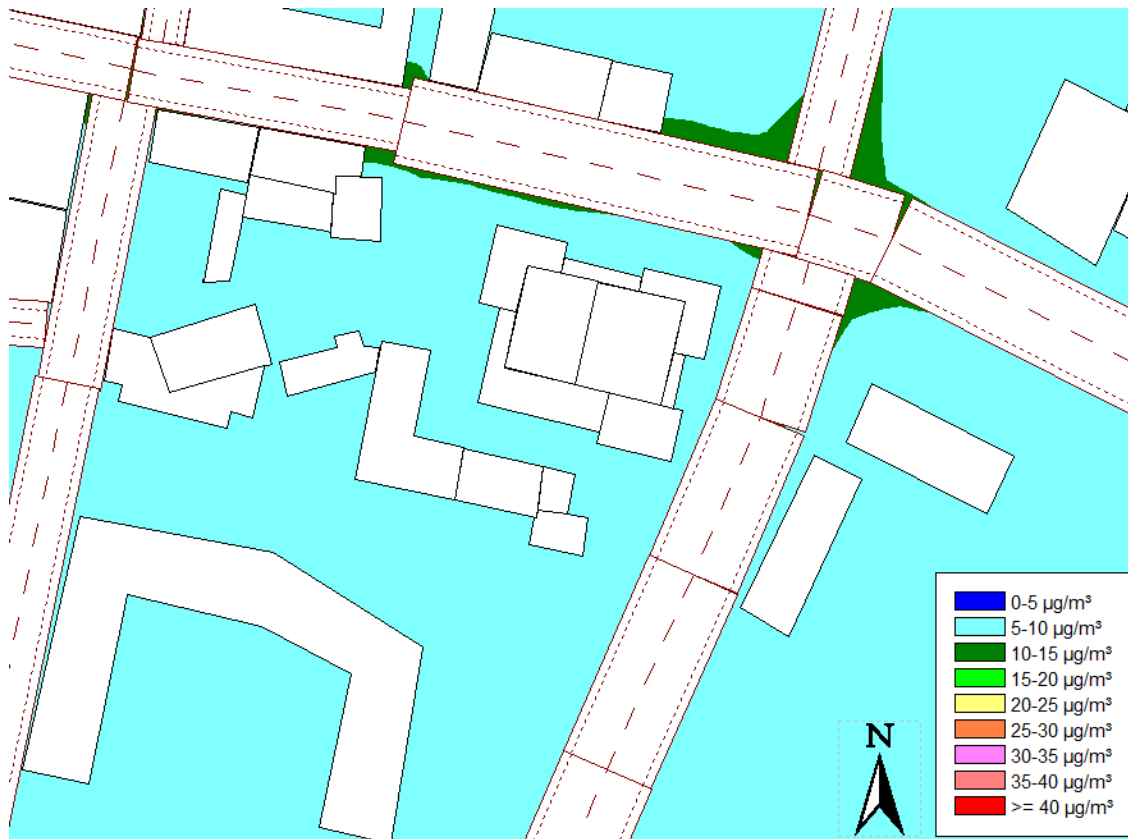 0-5 µg/m³
5-10 µg/m³
10-15 µg/m³
15-20 µg/m³
20-25 µg/m³
25-30 µg/m³
30-35 µg/m³
35-40 µg/m³
>= 40 µg/m³
N